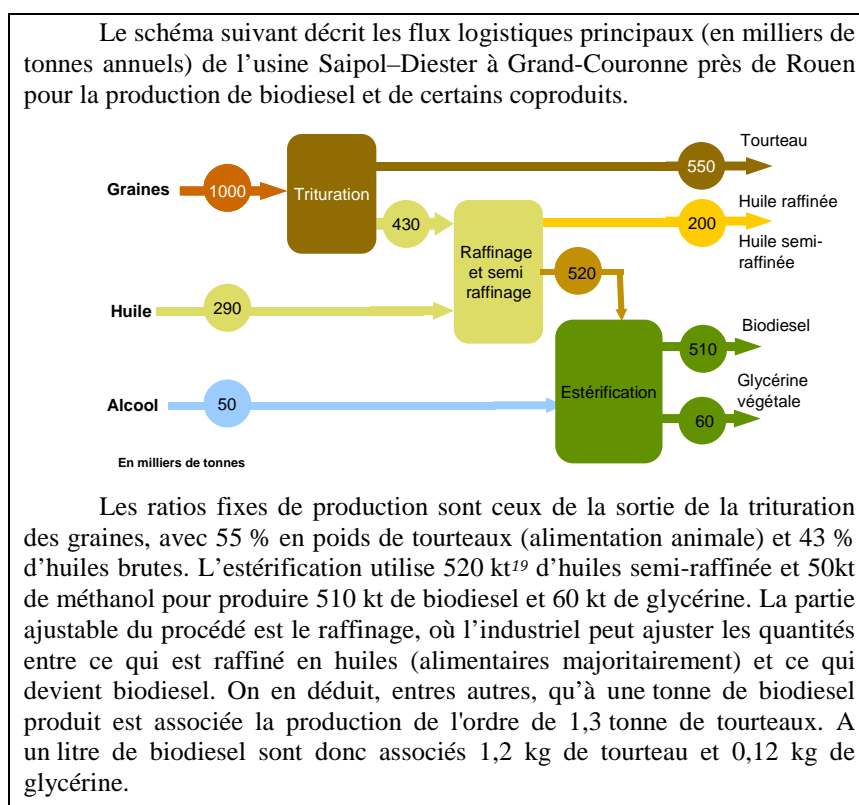 Le schéma suivant décrit les flux logistiques principaux (en milliers de
tonnes annuels) de l'usine Saipol–Diester à Grand-Couronne près de Rouen
pour la production de biodiesel et de certains coproduits.
Tourteau
550
Graines
1000
Trituration
Huile raffinée
430
200
Raffinage
et semi
raffinage
Huile semi-
raffinée
520
Huile
290
Biodiesel
510
Estérification
Glycérine
végétale
Alcool
50
60
En milliers de tonnes
Les ratios fixes de production sont ceux de la sortie de la trituration
des graines, avec 55 % en poids de tourteaux (alimentation animale) et 43 %
d'huiles brutes. L'estérification utilise 520 kt19 d'huiles semi-raffinée et 50kt
de méthanol pour produire 510 kt de biodiesel et 60 kt de glycérine. La partie
ajustable du procédé est le raffinage, où l'industriel peut ajuster les quantités
entre ce qui est raffiné en huiles (alimentaires majoritairement) et ce qui
devient biodiesel. On en déduit, entres autres, qu'à une tonne de biodiesel
produit est associée la production de l'ordre de 1,3 tonne de tourteaux. A
un litre de biodiesel sont donc associés 1,2 kg de tourteau et 0,12 kg de
glycérine.